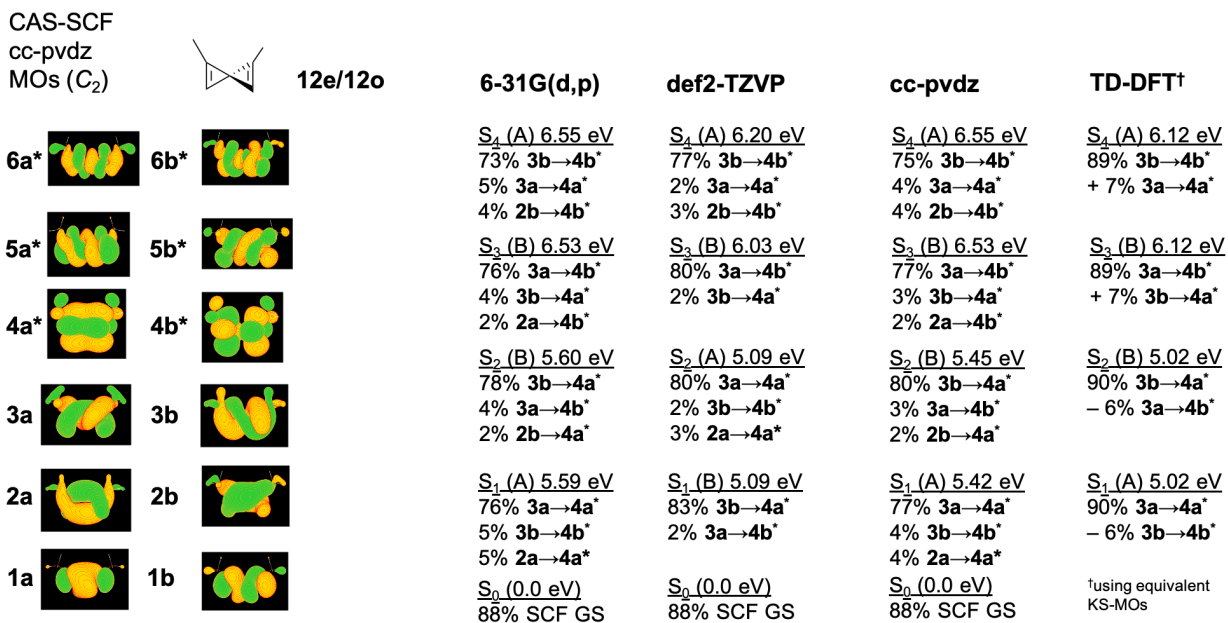 CAS-SCF
cc-pvdz
MOs (C₂)
12e/12o
6-31G(d,p)
def2-TZVP
cc-pvdz
TD-DFT†
6a*
6b*
5a*
5b*
4a*
4b*
3a
3b
2a
2b
1a
1b
S₄ (A) 6.55 eV
73% 3b→4b*
5% 3a→4a*
4% 2b→4b*
S₃ (B) 6.53 eV
76% 3a→4b*
4% 3b→4a*
2% 2a→4b*
S₂ (B) 5.60 eV
78% 3b→4a*
4% 3a→4b*
2% 2b→4a*
S₁ (A) 5.59 eV
76% 3a→4a*
5% 3b→4b*
5% 2a→4a*
S₀ (0.0 eV)
88% SCF GS
S₄ (A) 6.20 eV
77% 3b→4b*
2% 3a→4a*
3% 2b→4b*
S₃ (B) 6.03 eV
80% 3a→4b*
2% 3b→4a*
S₂ (A) 5.09 eV
80% 3a→4a*
2% 3b→4b*
3% 2a→4a*
S₁ (B) 5.09 eV
83% 3b→4a*
2% 3a→4b*
S₀ (0.0 eV)
88% SCF GS
S₄ (A) 6.55 eV
75% 3b→4b*
4% 3a→4a*
4% 2b→4b*
S₃ (B) 6.53 eV
77% 3a→4b*
3% 3b→4a*
2% 2a→4b*
S₂ (B) 5.45 eV
80% 3b→4a*
3% 3a→4b*
2% 2b→4a*
S₁ (A) 5.42 eV
77% 3a→4a*
4% 3b→4b*
4% 2a→4a*
S₀ (0.0 eV)
88% SCF GS
S₄ (A) 6.12 eV
89% 3b→4b*
+ 7% 3a→4a*
S₃ (B) 6.12 eV
89% 3a→4b*
+ 7% 3b→4a*
S₂ (B) 5.02 eV
90% 3b→4a*
– 6% 3a→4b*
S₁ (A) 5.02 eV
90% 3a→4a*
– 6% 3b→4b*
†using equivalent
KS-MOs